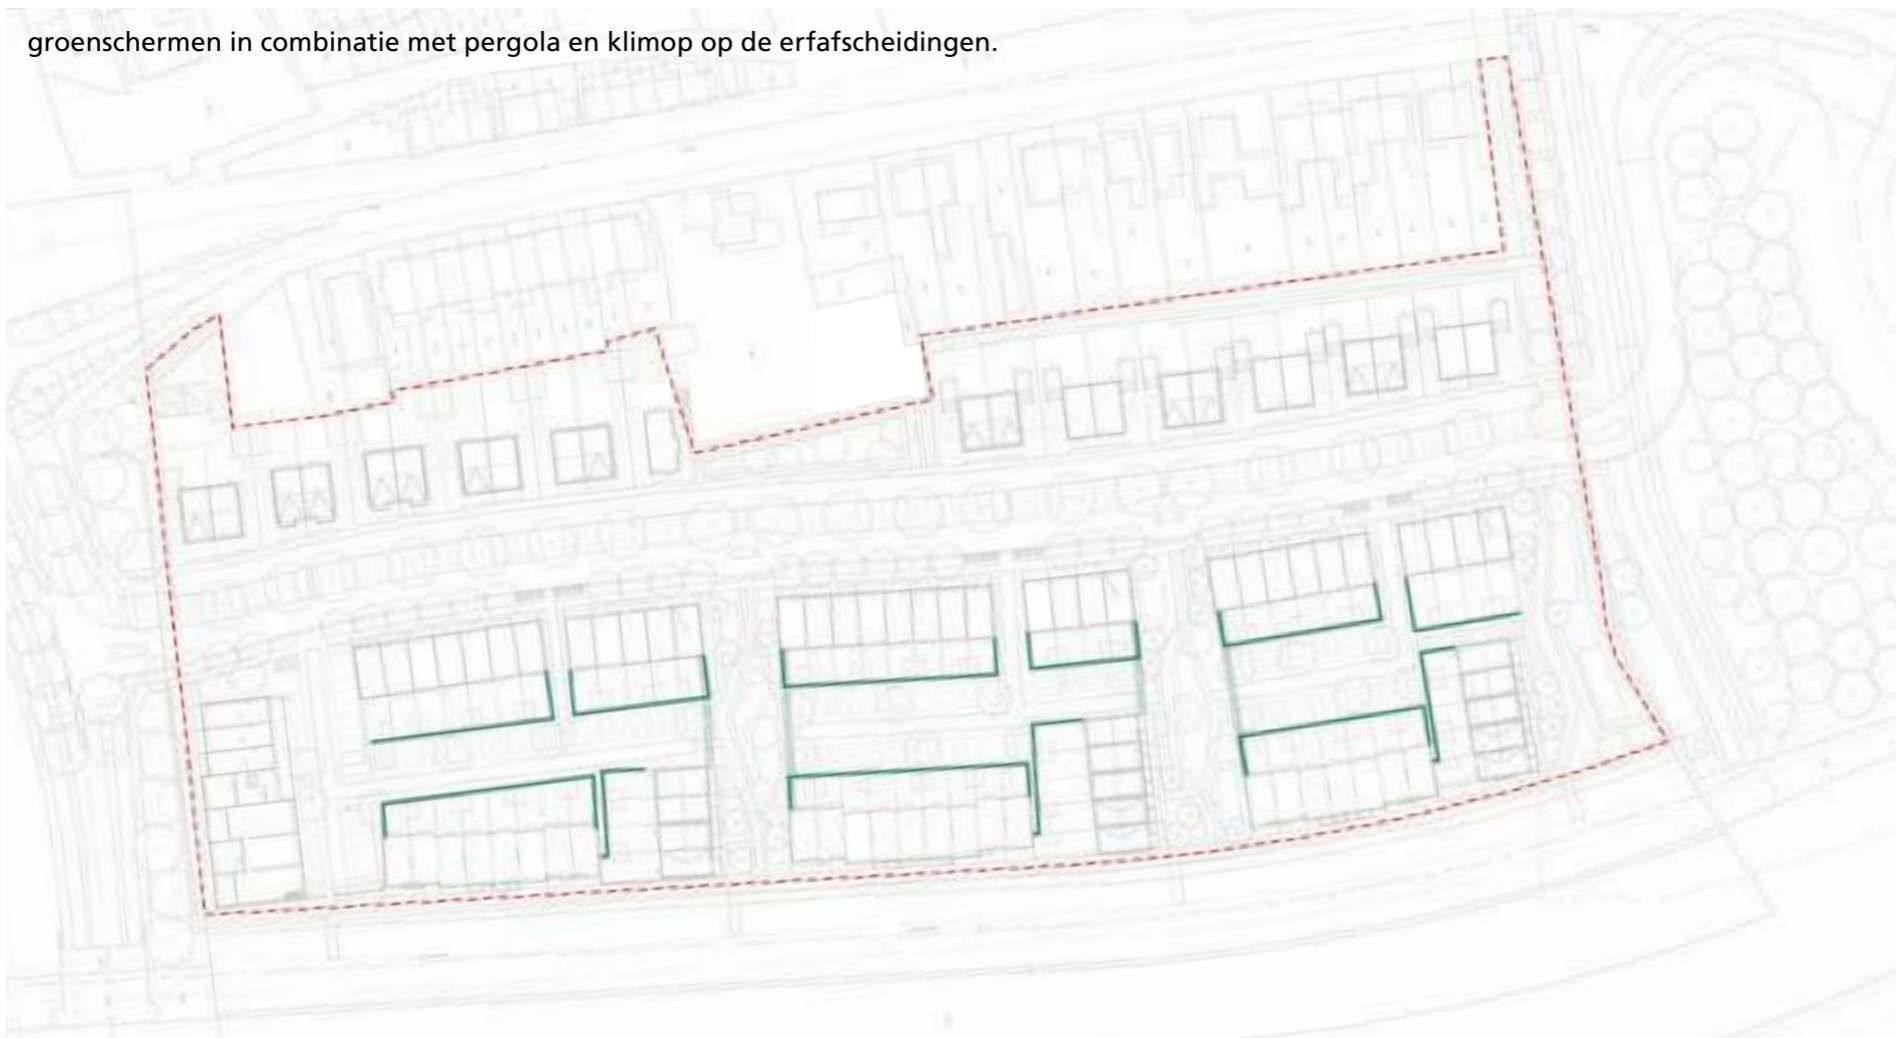 groenschermen in combinatie met pergola en klimop op de erfafscheidingen.